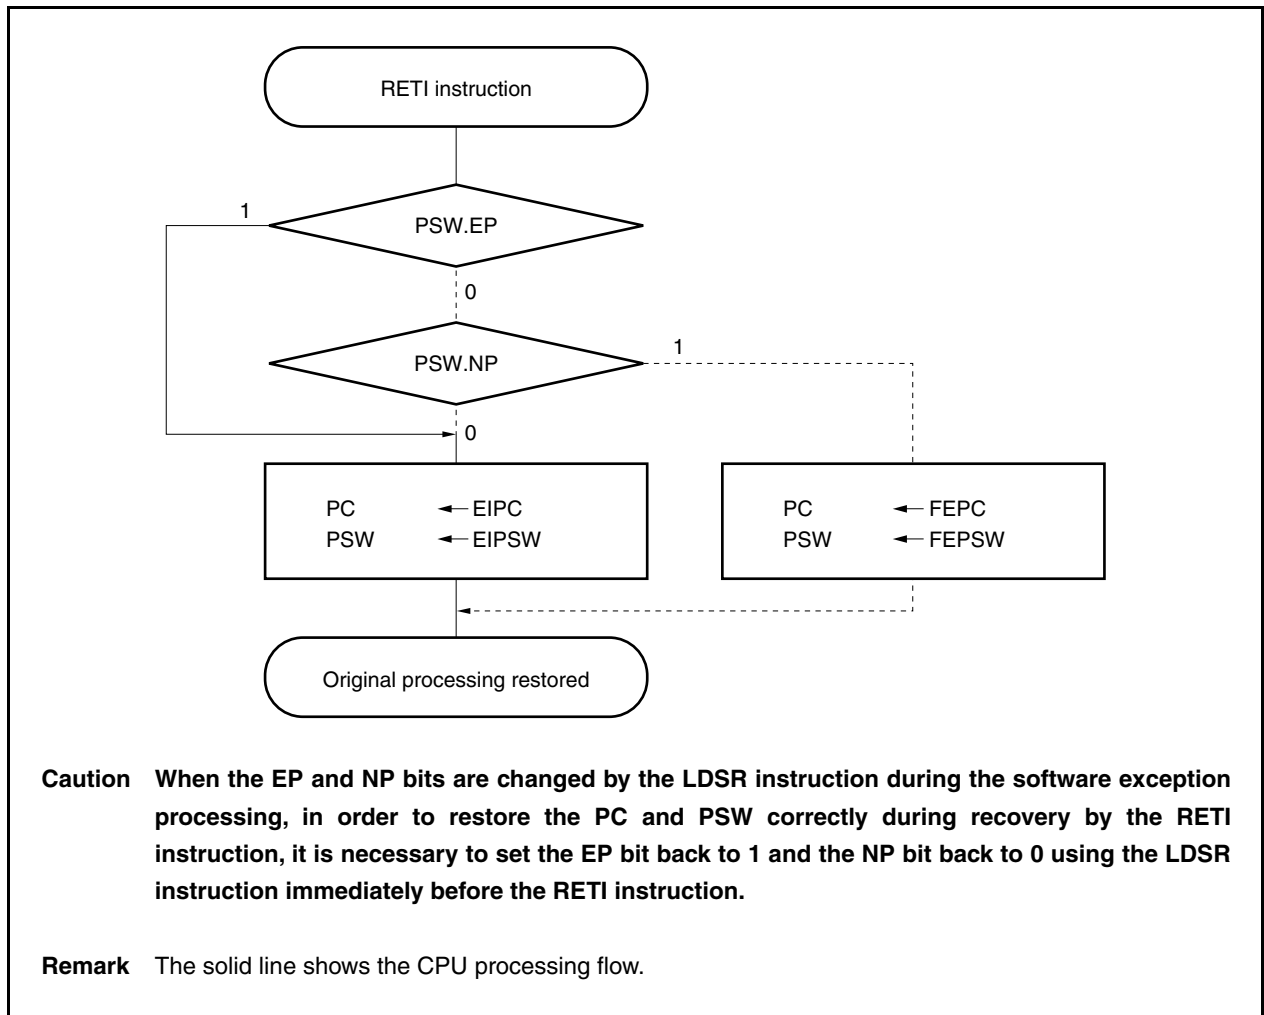 RETI instruction
1
PSW.EP
0
1
PSW.NP
0
PC ← EIPC
PSW ← EIPSW
PC ← FEPC
PSW ← FEPSW
Original processing restored
Caution When the EP and NP bits are changed by the LDSR instruction during the software exception
processing, in order to restore the PC and PSW correctly during recovery by the RETI
instruction, it is necessary to set the EP bit back to 1 and the NP bit back to 0 using the LDSR
instruction immediately before the RETI instruction.
Remark The solid line shows the CPU processing flow.